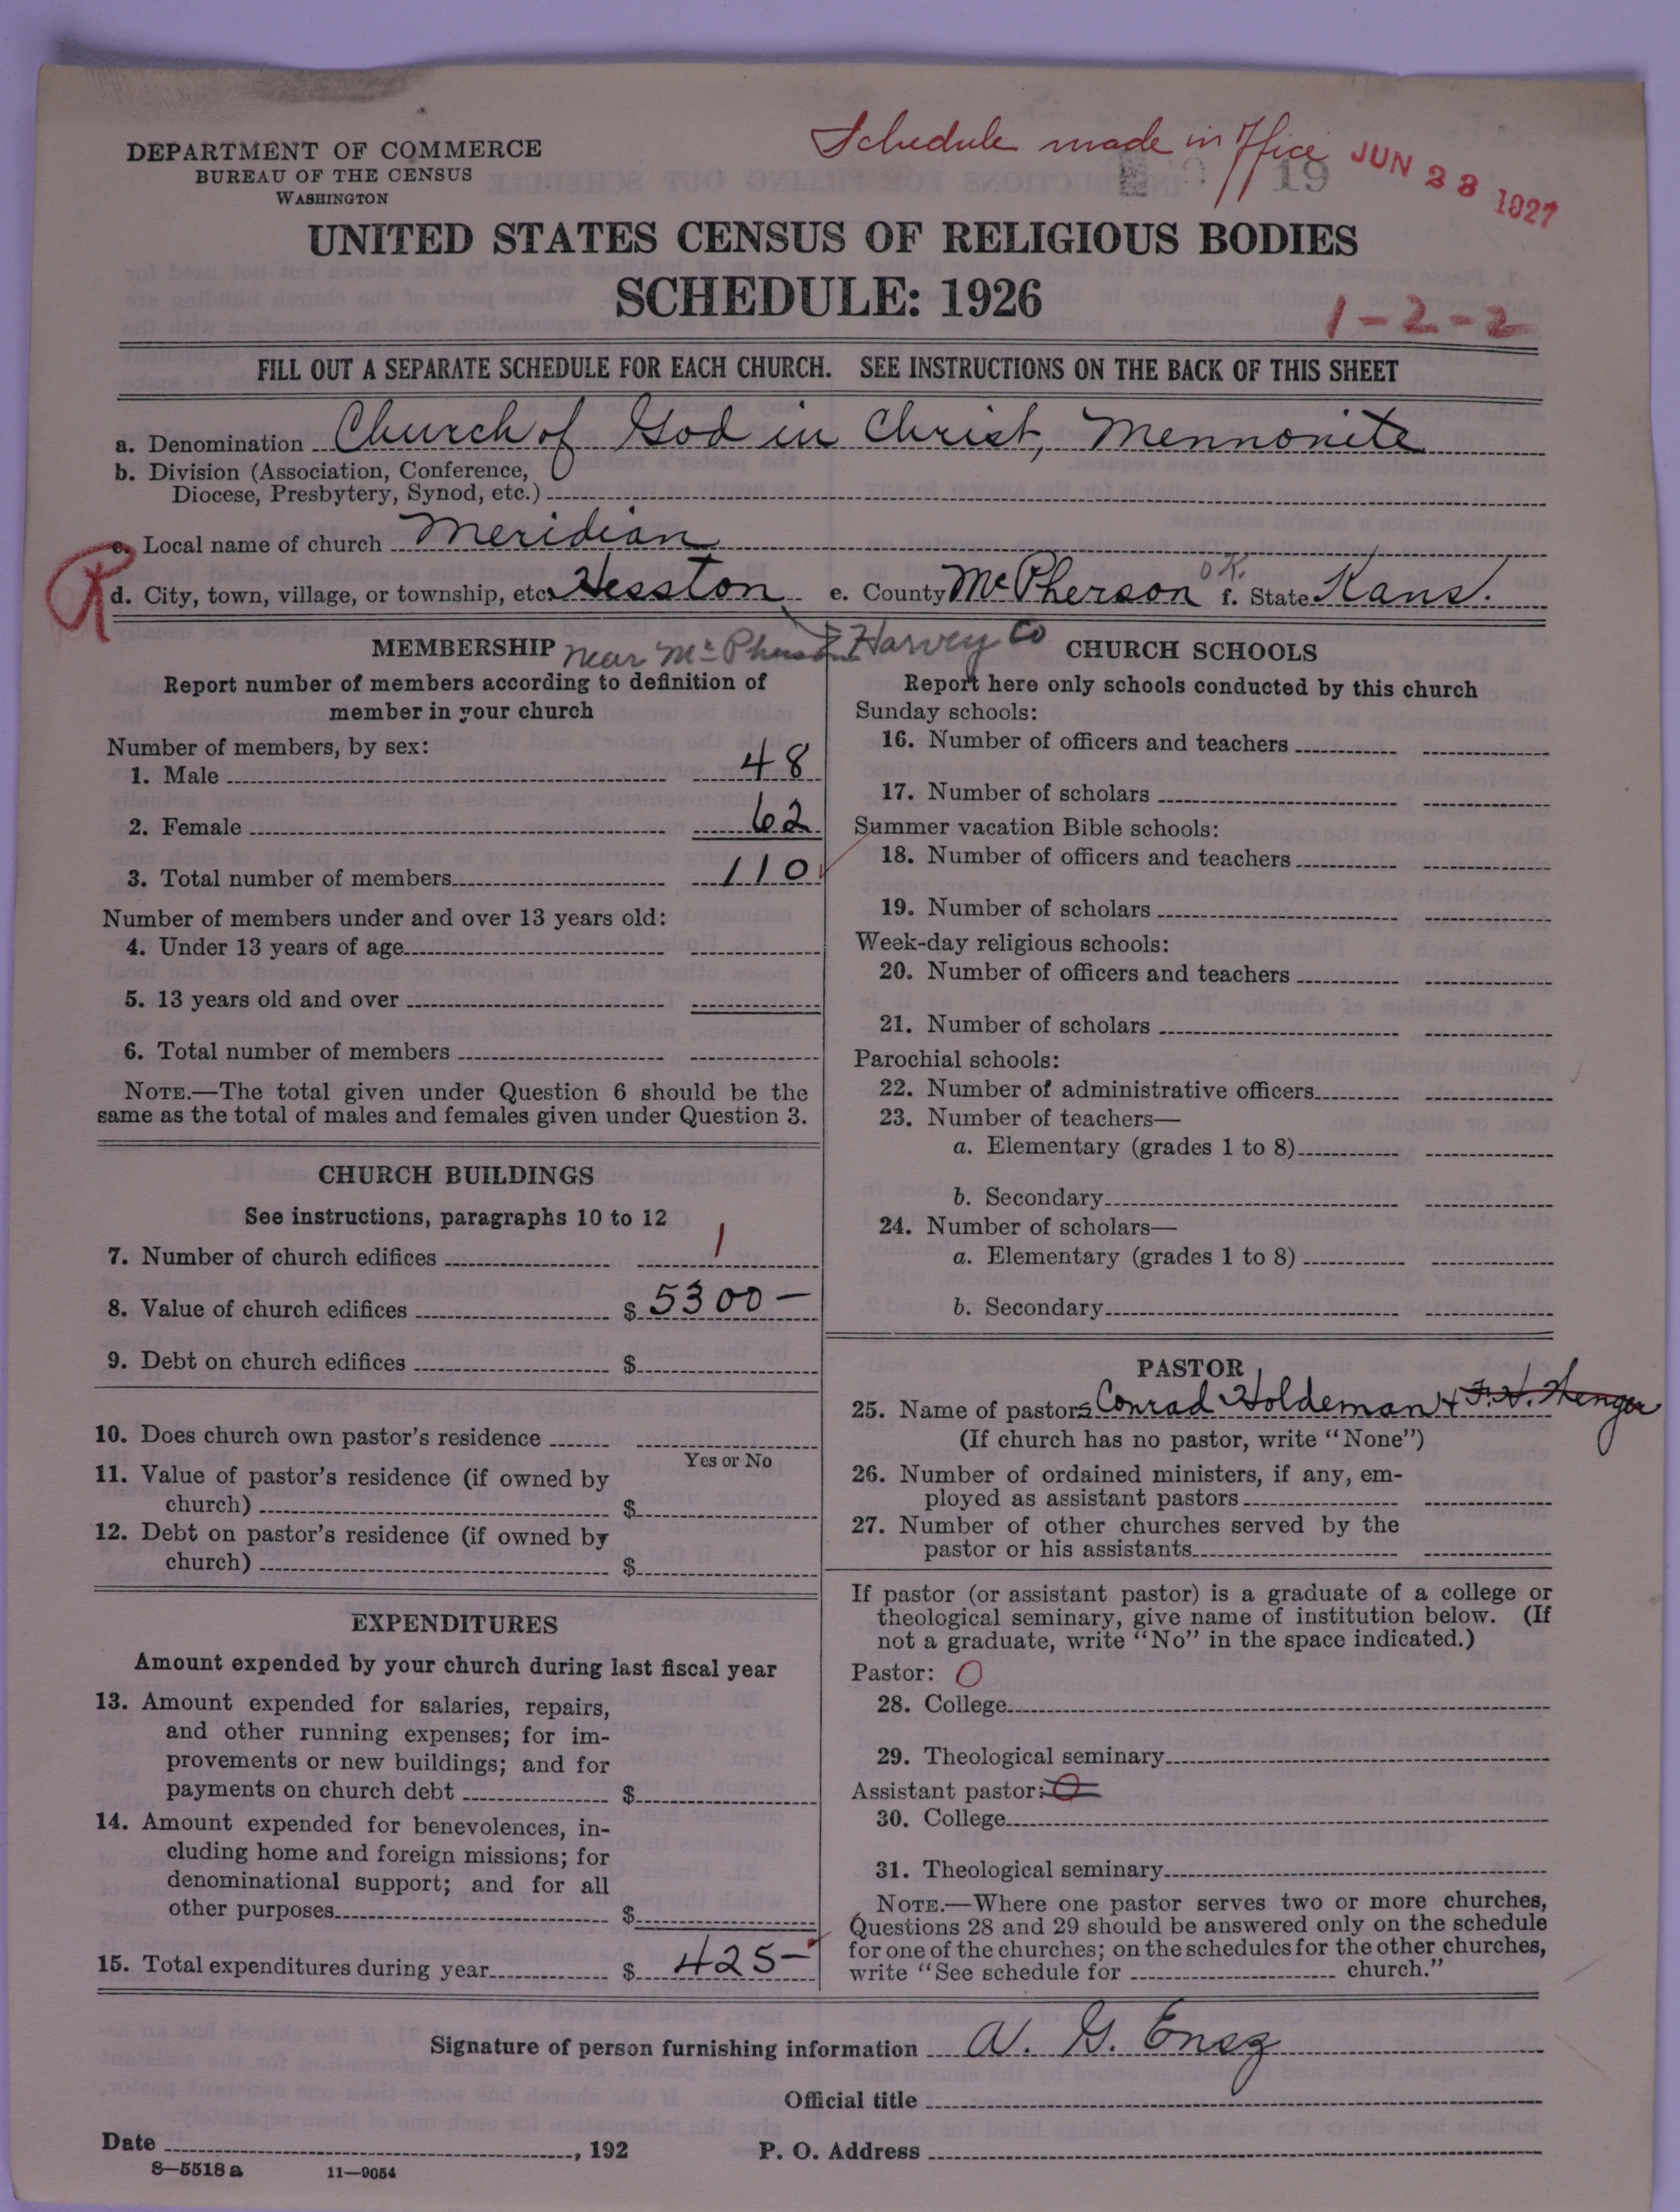 DEPARTMENT OF COMMERCE
BUREAU OF THE CENSUS
WASHINGTON
Schedule made in office
JUN 28 1927
19
UNITED STATES CENSUS OF RELIGIOUS BODIES
SCHEDULE: 1926
1-2-2
FILL OUT A SEPARATE SCHEDULE FOR EACH CHURCH. SEE INSTRUCTIONS ON THE BACK OF THIS SHEET
a. Denomination Church of God in Christ, Mennonite
b. Division (Association, Conference,
Diocese, Presbytery, Synod, etc.)
c. Local name of church Meridian
R
d. City, town, village, or township, etc. Hesston e. County McPherson O.K. f. State Kans.
near McPherson Harvey Co
MEMBERSHIP
Report number of members according to definition of
member in your church
Number of members, by sex:
1. Male 48
2. Female 62
3. Total number of members 110
Number of members under and over 13 years old:
4. Under 13 years of age
5. 13 years old and over
6. Total number of members
NOTE.—The total given under Question 6 should be the
same as the total of males and females given under Question 3.
CHURCH BUILDINGS
See instructions, paragraphs 10 to 12
7. Number of church edifices 1
8. Value of church edifices $ 5300 —
9. Debt on church edifices $
10. Does church own pastor's residence
Yes or No
11. Value of pastor's residence (if owned by
church) $
12. Debt on pastor's residence (if owned by
church) $
EXPENDITURES
Amount expended by your church during last fiscal year
13. Amount expended for salaries, repairs,
and other running expenses; for im-
provements or new buildings; and for
payments on church debt $
14. Amount expended for benevolences, in-
cluding home and foreign missions; for
denominational support; and for all
other purposes $
15. Total expenditures during year $ 425 —
CHURCH SCHOOLS
Report here only schools conducted by this church
Sunday schools:
16. Number of officers and teachers
17. Number of scholars
Summer vacation Bible schools:
18. Number of officers and teachers
19. Number of scholars
Week-day religious schools:
20. Number of officers and teachers
21. Number of scholars
Parochial schools:
22. Number of administrative officers
23. Number of teachers—
a. Elementary (grades 1 to 8)
b. Secondary
24. Number of scholars—
a. Elementary (grades 1 to 8)
b. Secondary
PASTOR
25. Name of pastors Conrad Holdeman & F. H. Wenger
(If church has no pastor, write "None")
26. Number of ordained ministers, if any, em-
ployed as assistant pastors
27. Number of other churches served by the
pastor or his assistants
If pastor (or assistant pastor) is a graduate of a college or
theological seminary, give name of institution below. (If
not a graduate, write "No" in the space indicated.)
Pastor: O
28. College
29. Theological seminary
Assistant pastor: O
30. College
31. Theological seminary
NOTE.—Where one pastor serves two or more churches,
Questions 28 and 29 should be answered only on the schedule
for one of the churches; on the schedules for the other churches,
write "See schedule for church."
Signature of person furnishing information A. G. Ensz
Official title
Date , 192 P. O. Address
8—5518 a 11—9054